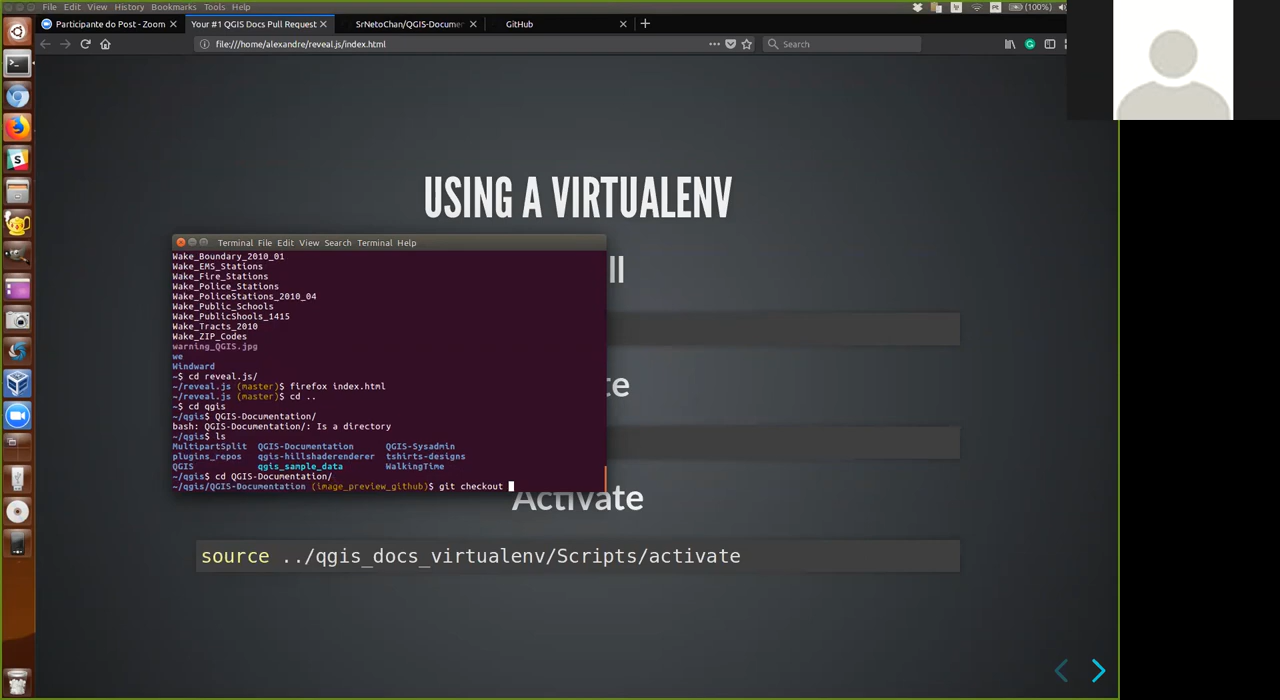 File Edit View History Bookmarks Tools Help
Pt
(100%)
Participante do Post - Zoom
Your #1 QGIS Docs Pull Request
SrNetoChan/QGIS-Documen
GitHub
file:///home/alexandre/reveal.js/index.html
Search
USING A VIRTUALENV
Terminal File Edit View Search Terminal Help
Wake_Boundary_2010_01
Wake_EMS_Stations
Wake_Fire_Stations
Wake_Police_Stations
Wake_PoliceStations_2010_04
Wake_Public_Schools
Wake_PublicShools_1415
Wake_Tracts_2010
Wake_ZIP_Codes
warning_QGIS.jpg
we
Windward
~$ cd reveal.js/
~/reveal.js (master)$ firefox index.html
~/reveal.js (master)$ cd ..
~$ cd qgis
~/qgis$ QGIS-Documentation/
bash: QGIS-Documentation/: Is a directory
~/qgis$ ls
MultipartSplit QGIS-Documentation QGIS-Sysadmin
plugins_repos qgis-hillshaderenderer tshirts-designs
QGIS qgis_sample_data WalkingTime
~/qgis$ cd QGIS-Documentation/
~/qgis/QGIS-Documentation (image_preview_github)$ git checkout
ll
te
Activate
source ../qgis_docs_virtualenv/Scripts/activate